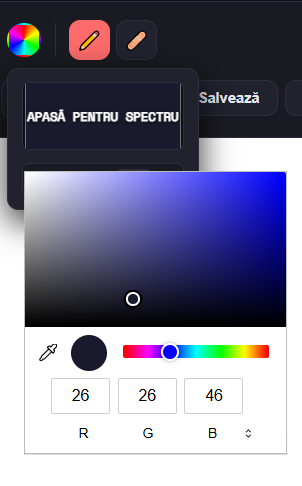 Salvează
APASĂ PENTRU SPECTRU
26 26 46
R G B